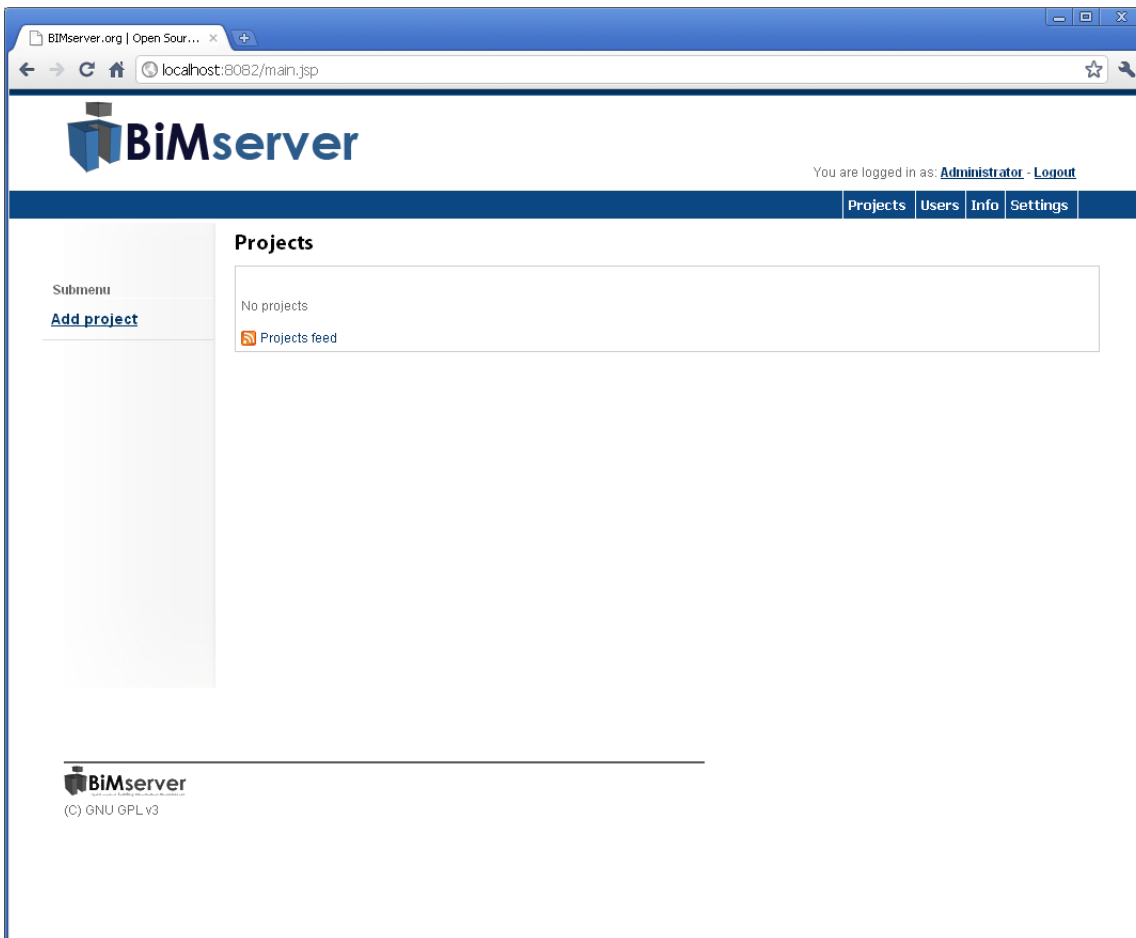 BIMserver.org | Open Sour...
localhost:8082/main.jsp
BiMserver
You are logged in as: Administrator - Logout
Projects Users Info Settings
Projects
Submenu
Add project
No projects
Projects feed
BiMserver
(C) GNU GPL v3